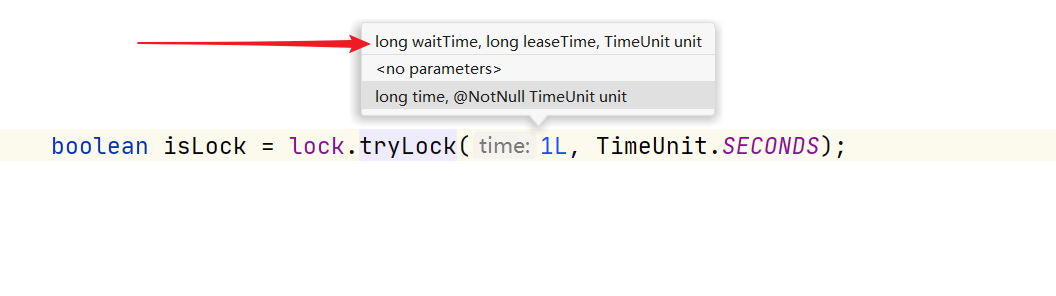 long waitTime, long leaseTime, TimeUnit unit
<no parameters>
long time, @NotNull TimeUnit unit
boolean isLock = lock.tryLock( time: 1L, TimeUnit.SECONDS);